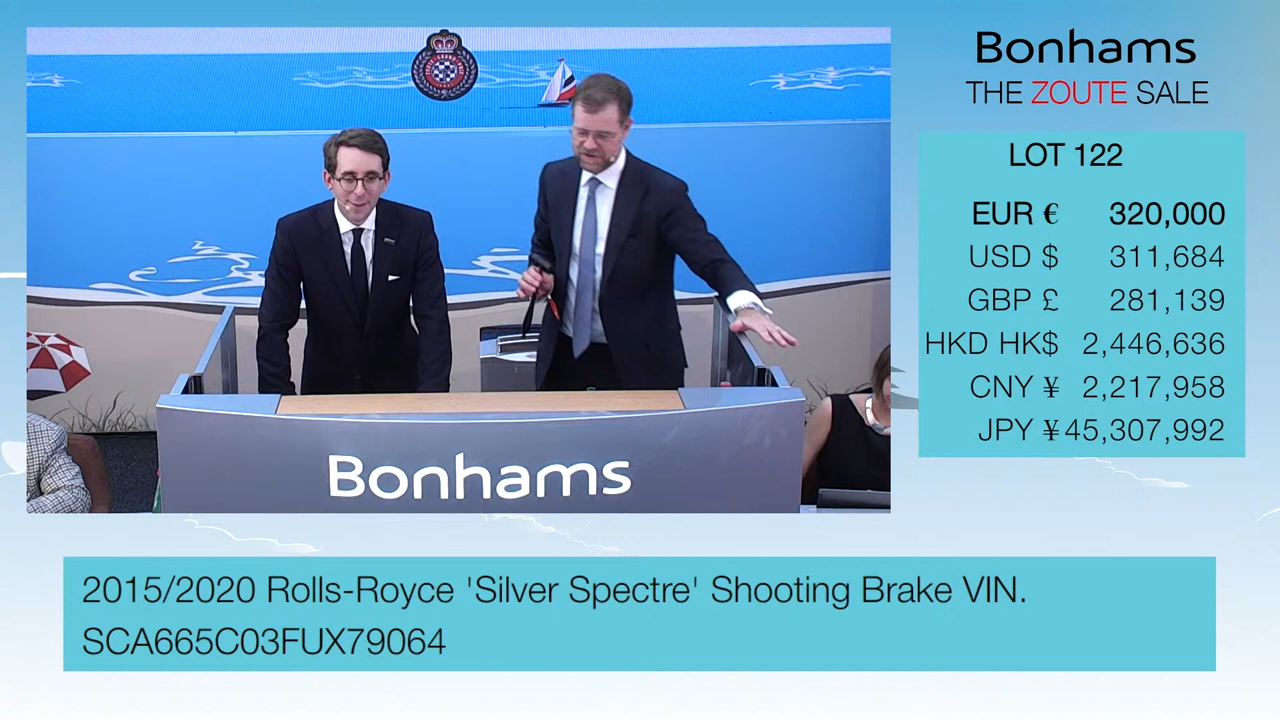 Bonhams
THE ZOUTE SALE
LOT 122
EUR € 320,000
USD $ 311,684
GBP £ 281,139
HKD HK$ 2,446,636
CNY ¥ 2,217,958
JPY ¥ 45,307,992
Bonhams
2015/2020 Rolls-Royce 'Silver Spectre' Shooting Brake VIN.
SCA665C03FUX79064